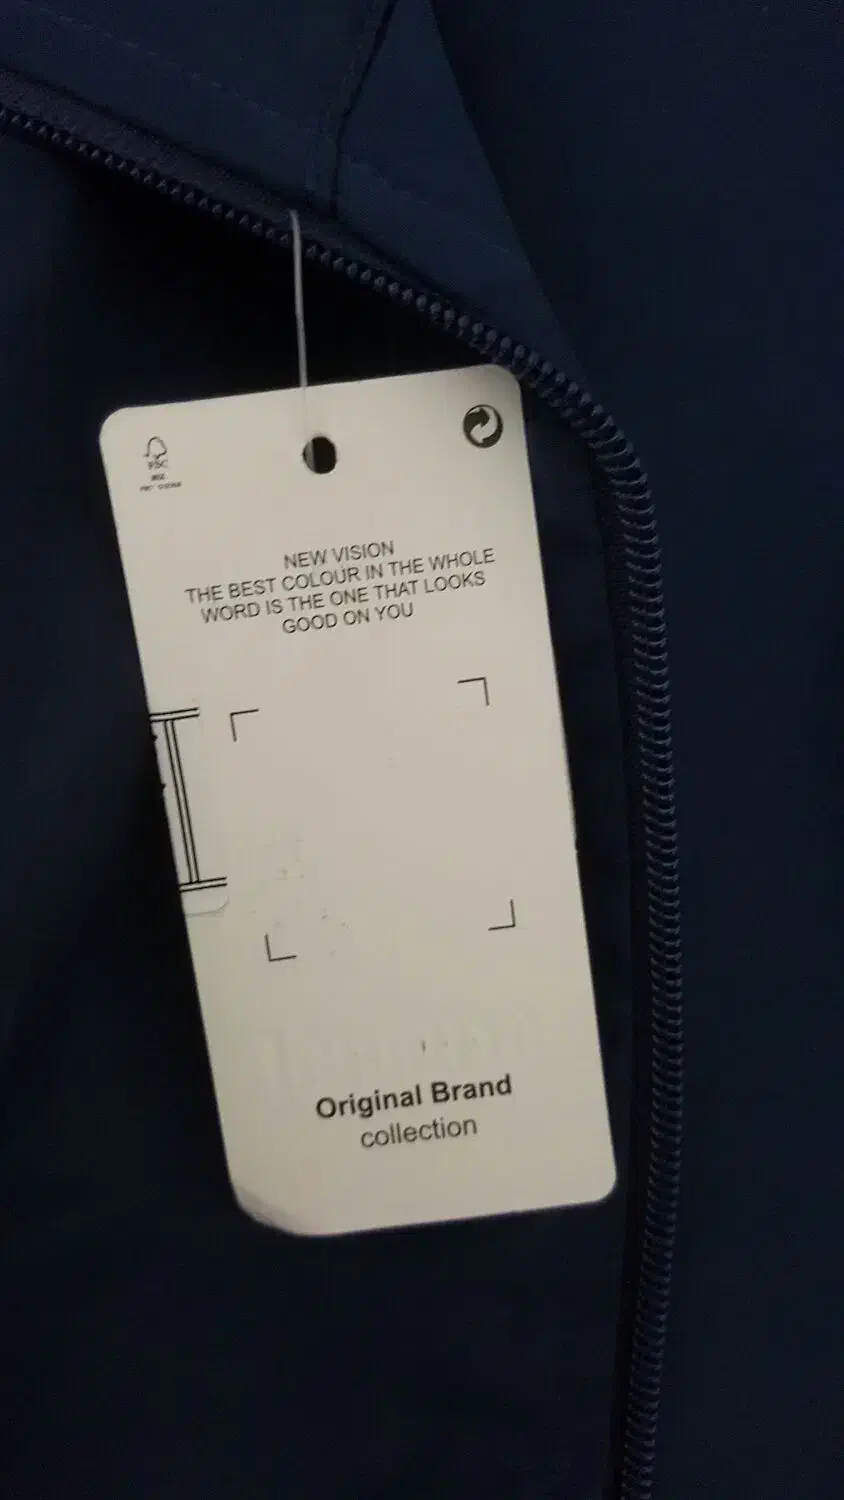 FSC
NEW VISION
THE BEST COLOUR IN THE WHOLE
WORD IS THE ONE THAT LOOKS
GOOD ON YOU
Original Brand
collection